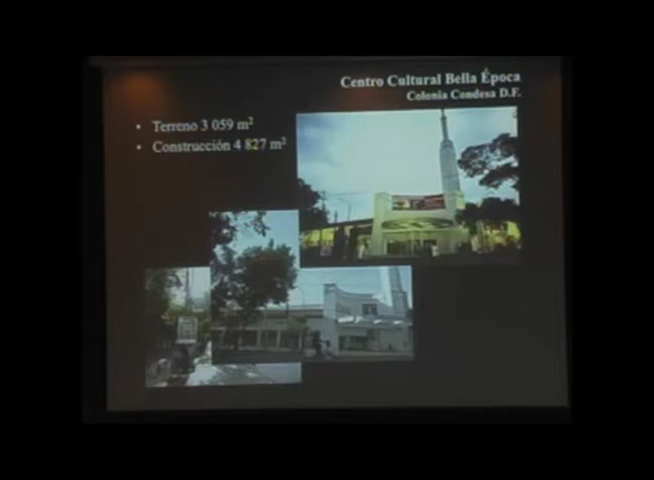 Centro Cultural Bella Época
Colonia Condesa D.F.
• Terreno 3 059 m²
• Construcción 4 827 m²